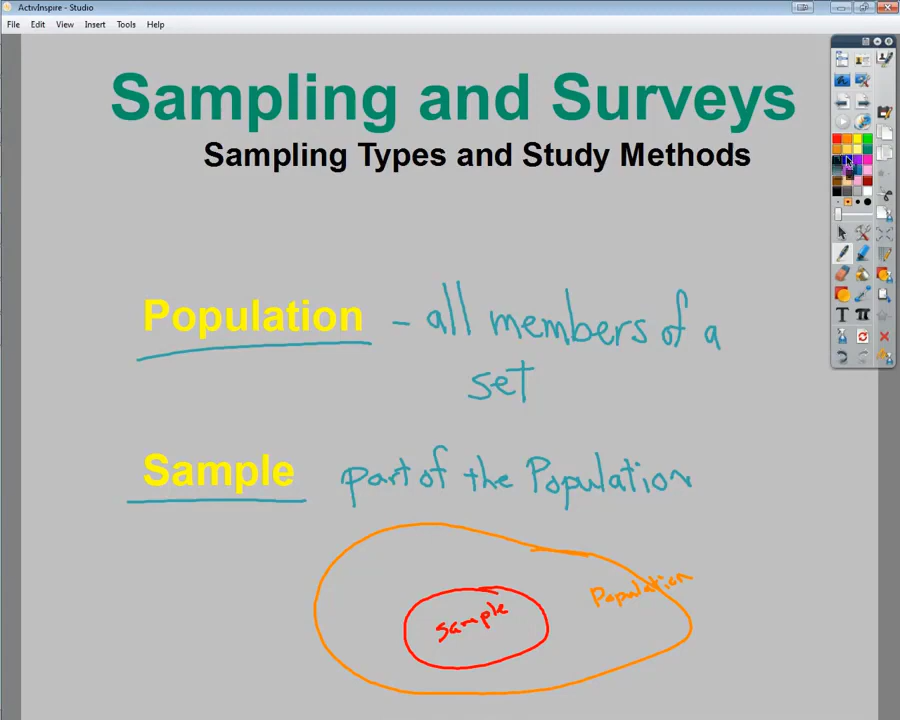 ActivInspire - Studio
File Edit View Insert Tools Help
Sampling and Surveys
Sampling Types and Study Methods
Population - all members of a
set
Sample part of the Population
Population
Sample